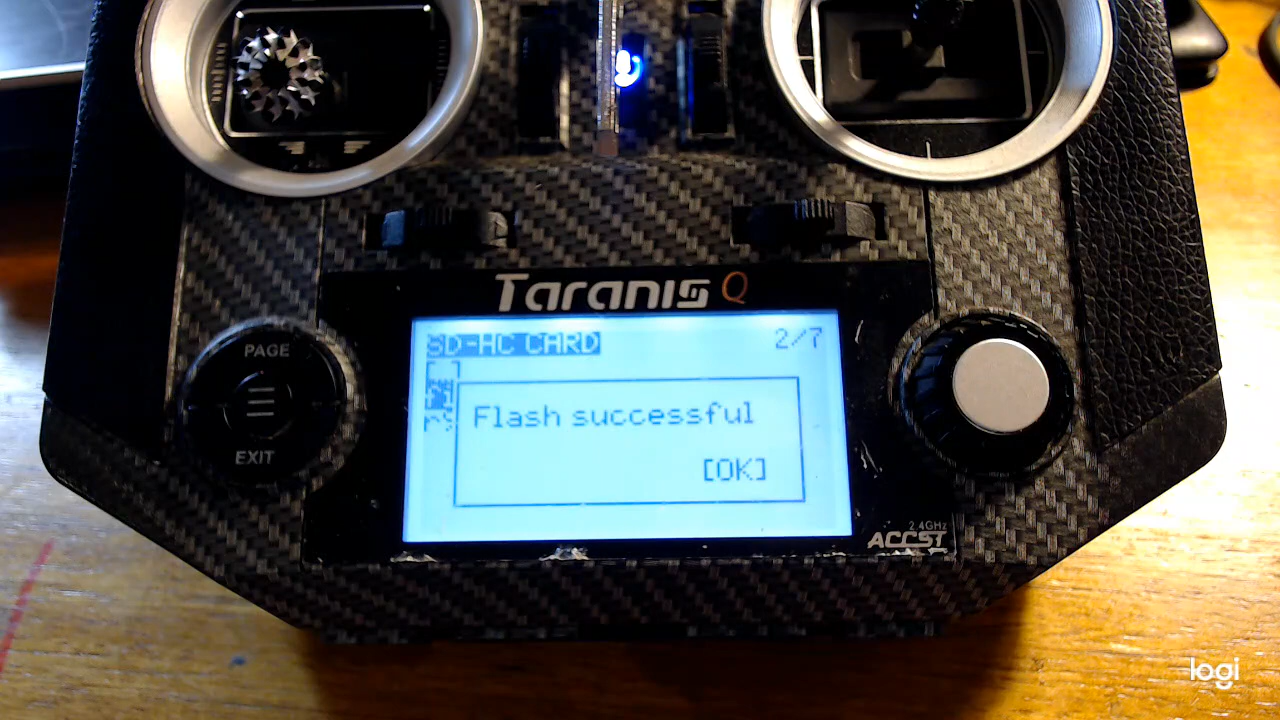 Taranis Q
SD-HC CARD 2/7
PAGE
Flash successful
EXIT
[OK]
2.4GHz
ACCST
logi